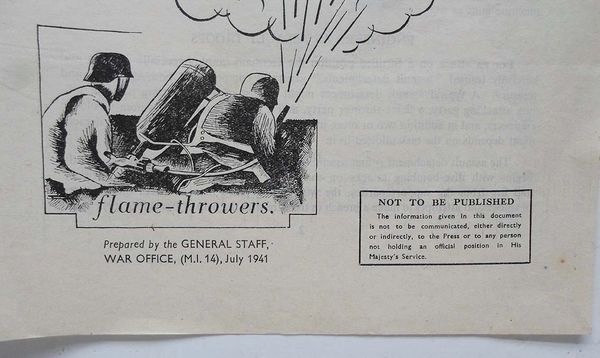 flame-throwers.
Prepared by the GENERAL STAFF,
WAR OFFICE, (M.I. 14), July 1941
NOT TO BE PUBLISHED
The information given in this document
is not to be communicated, either directly
or indirectly, to the Press or to any person
not holding an official position in His
Majesty's Service.